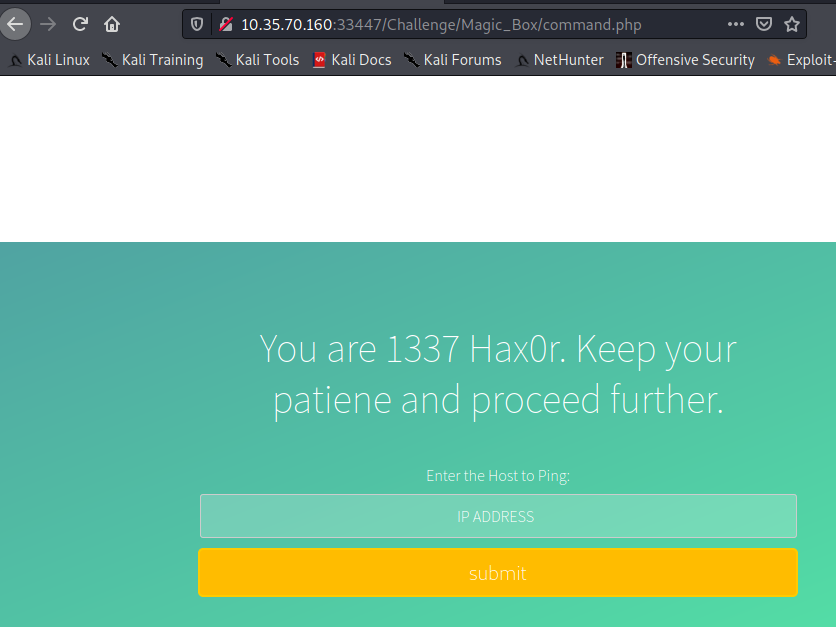 10.35.70.160:33447/Challenge/Magic_Box/command.php
Kali Linux Kali Training Kali Tools Kali Docs Kali Forums NetHunter Offensive Security Exploit-
You are 1337 Hax0r. Keep your
patiene and proceed further.
Enter the Host to Ping:
IP ADDRESS
submit